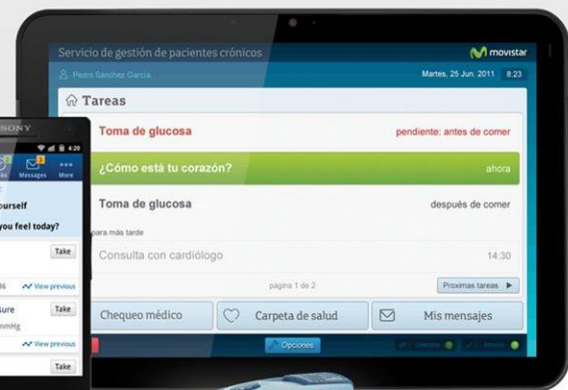 Servicio de gestión de pacientes crónicos
movistar
Pedro Sánchez García
Martes, 25 Jun. 2011 8:23
Tareas
Toma de glucosa pendiente: antes de comer
¿Cómo está tu corazón? ahora
Toma de glucosa después de comer
para más tarde
Consulta con cardiólogo 14:30
página 1 de 2 Proximas tareas
Chequeo médico Carpeta de salud Mis mensajes
Opciones
SONY
4:20
Messages More
you feel today?
Take
View previous
Take
mmHg
View previous
Take